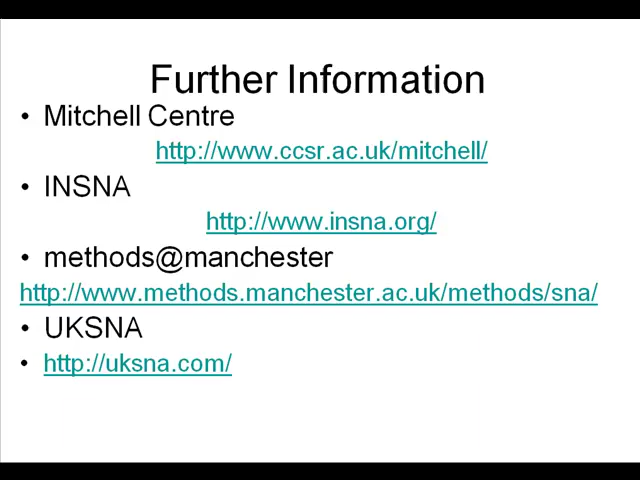 Further Information
• Mitchell Centre
http://www.ccsr.ac.uk/mitchell/
• INSNA
http://www.insna.org/
• methods@manchester
http://www.methods.manchester.ac.uk/methods/sna/
• UKSNA
• http://uksna.com/